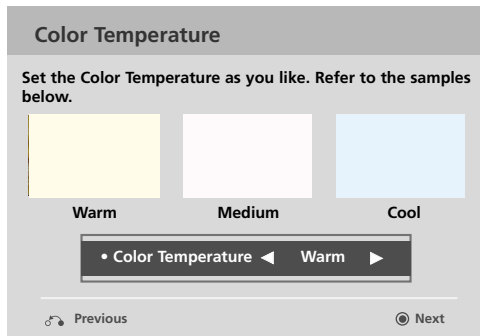 Color Temperature
Set the Color Temperature as you like. Refer to the samples
below.
Warm Medium Cool
• Color Temperature ◀ Warm ▶
Previous Next